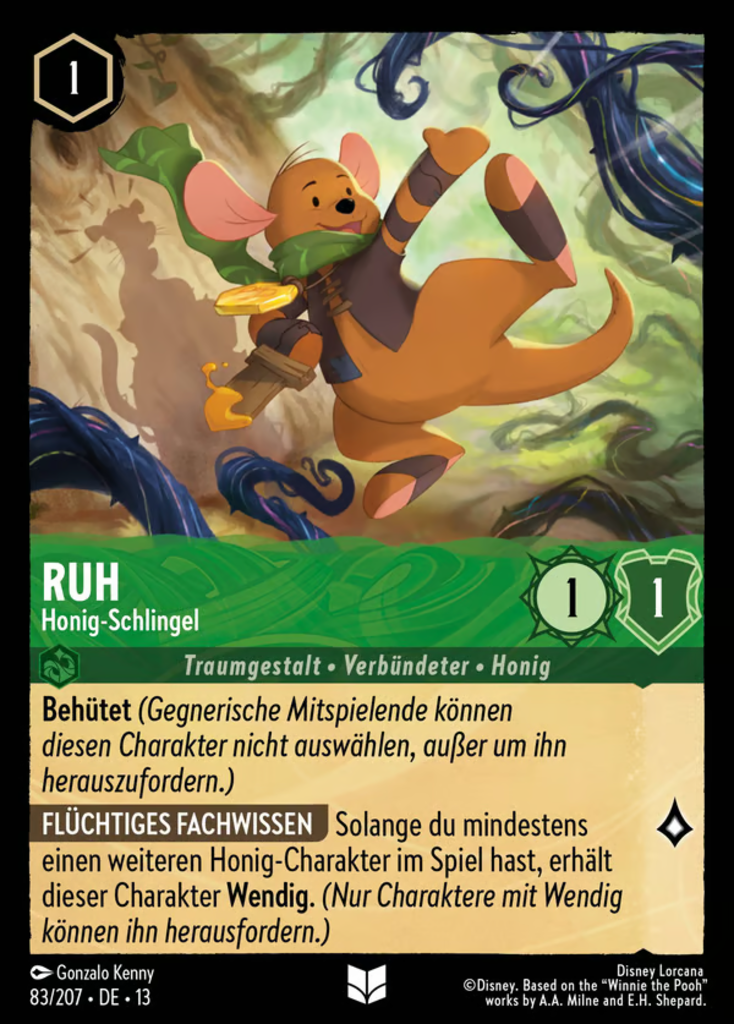 1
RUH
Honig-Schlingel
1 1
Traumgestalt • Verbündeter • Honig
Behütet (Gegnerische Mitspielende können
diesen Charakter nicht auswählen, außer um ihn
herauszufordern.)
FLÜCHTIGES FACHWISSEN Solange du mindestens
einen weiteren Honig-Charakter im Spiel hast, erhält
dieser Charakter Wendig. (Nur Charaktere mit Wendig
können ihn herausfordern.)
Gonzalo Kenny
83/207 • DE • 13
Disney Lorcana
©Disney. Based on the "Winnie the Pooh"
works by A.A. Milne and E.H. Shepard.